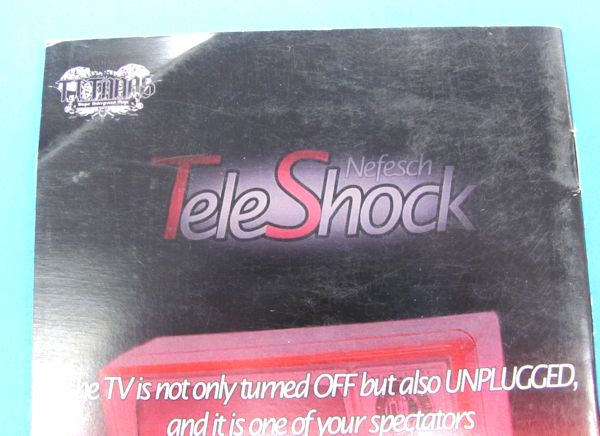 Nefesch
TeleShock
he TV is not only turned OFF but also UNPLUGGED,
and it is one of your spectators